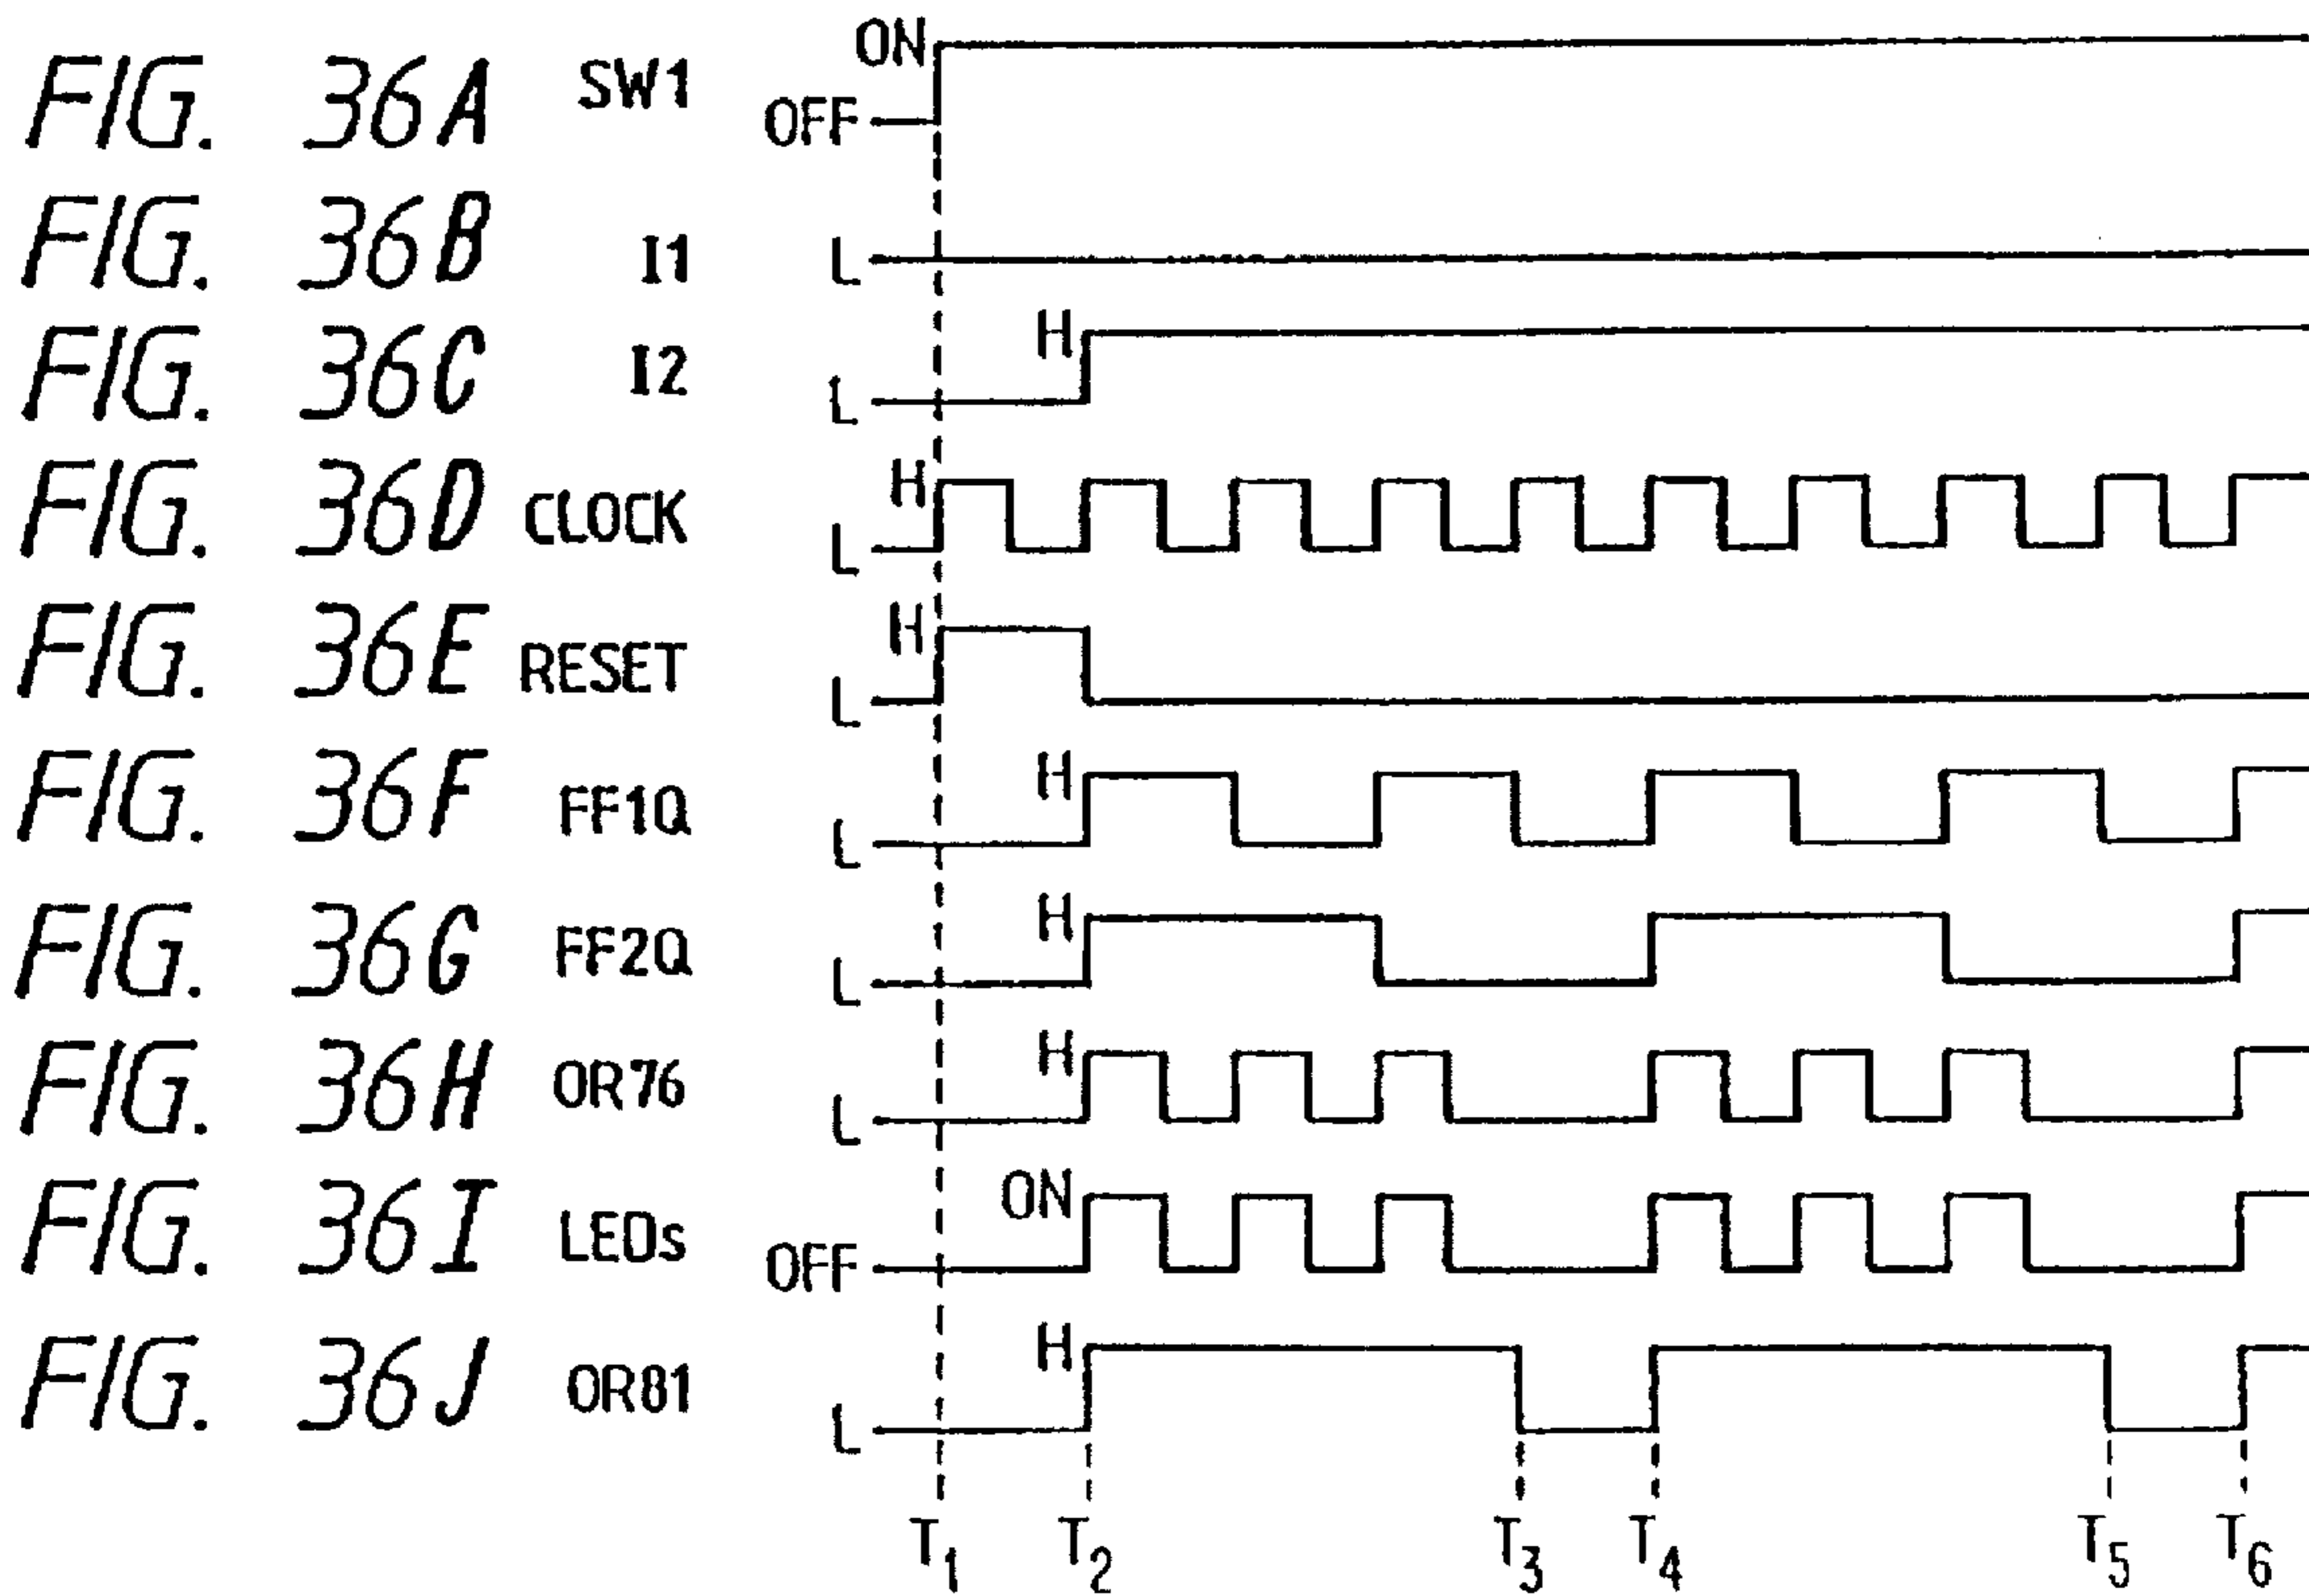 FIG. 36A SW1 ON OFF
FIG. 36B I1 L
FIG. 36C I2 H L
FIG. 36D CLOCK H L
FIG. 36E RESET H L
FIG. 36F FF1Q H L
FIG. 36G FF2Q H L
FIG. 36H OR76 H L
FIG. 36I LEDs ON OFF
FIG. 36J OR81 H L
T1 T2 T3 T4 T5 T6